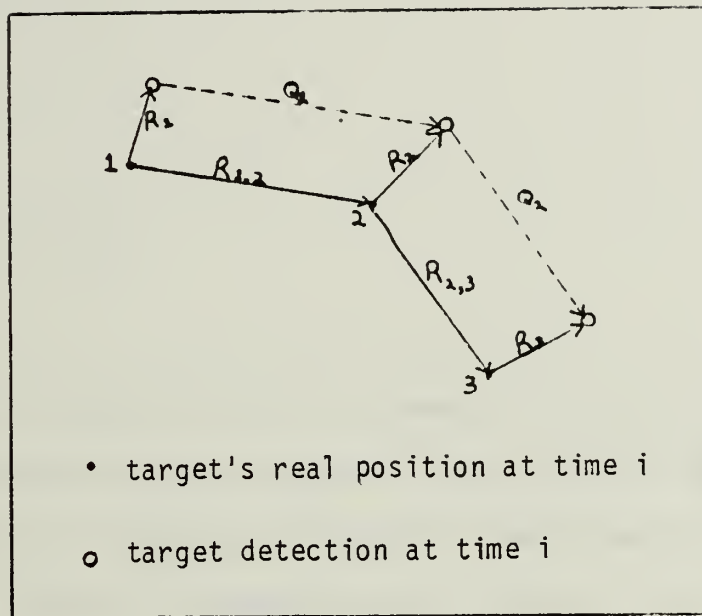 Q₁
R₁
1
R₁,₂
R₂
2
Q₂
R₂,₃
R₃
3
target's real position at time i
target detection at time i